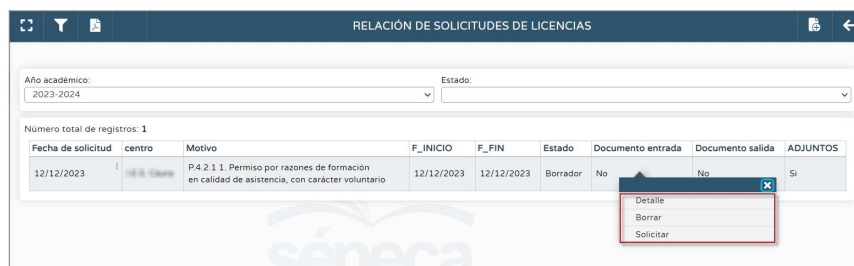 RELACIÓN DE SOLICITUDES DE LICENCIAS
Año académico:
Estado:
2023-2024
Número total de registros: 1
Fecha de solicitud centro Motivo F_INICIO F_FIN Estado Documento entrada Documento salida ADJUNTOS
12/12/2023 P.4.2.1 1. Permiso por razones de formación
en calidad de asistencia, con carácter voluntario 12/12/2023 12/12/2023 Borrador No No Si
Detalle
Borrar
Solicitar
séneca